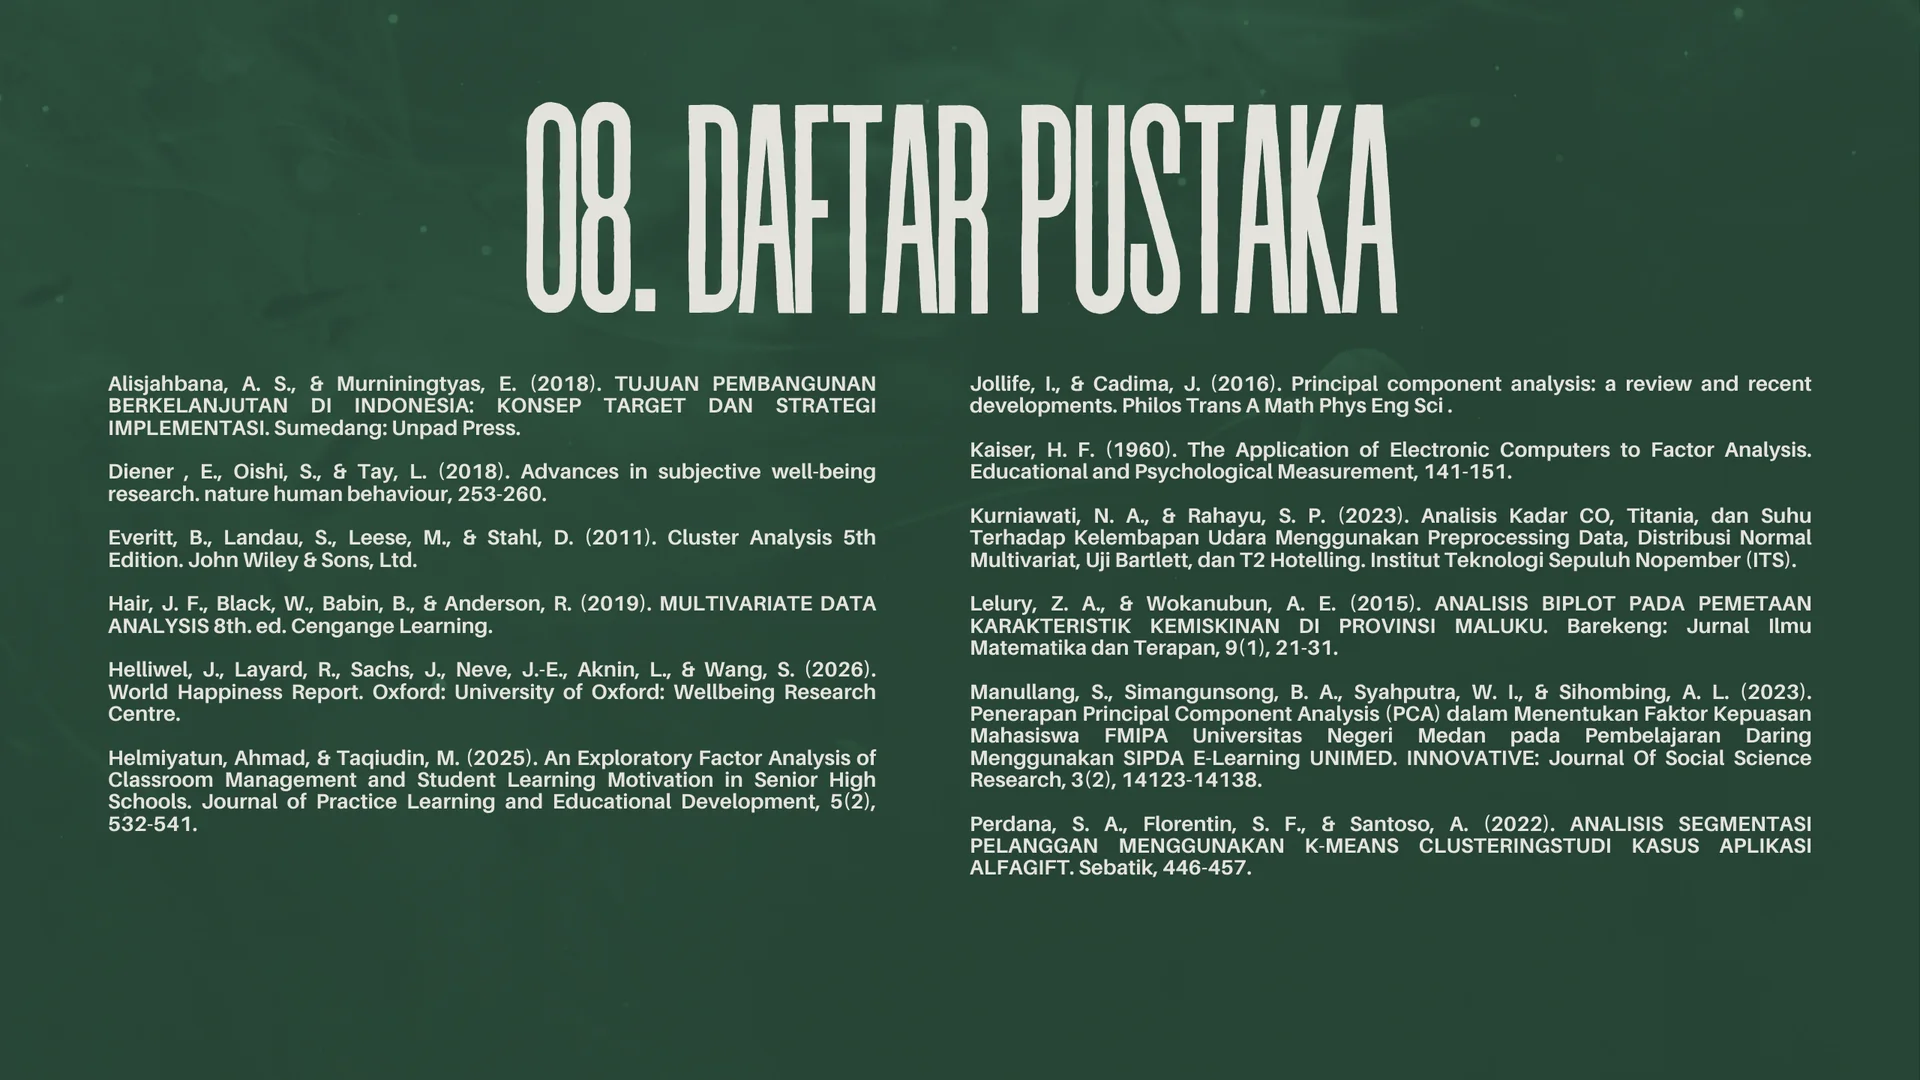 08. DAFTAR PUSTAKA
Alisjahbana, A. S., & Murniningtyas, E. (2018). TUJUAN PEMBANGUNAN
BERKELANJUTAN DI INDONESIA: KONSEP TARGET DAN STRATEGI
IMPLEMENTASI. Sumedang: Unpad Press.
Diener , E., Oishi, S., & Tay, L. (2018). Advances in subjective well-being
research. nature human behaviour, 253-260.
Everitt, B., Landau, S., Leese, M., & Stahl, D. (2011). Cluster Analysis 5th
Edition. John Wiley & Sons, Ltd.
Hair, J. F., Black, W., Babin, B., & Anderson, R. (2019). MULTIVARIATE DATA
ANALYSIS 8th. ed. Cengange Learning.
Helliwel, J., Layard, R., Sachs, J., Neve, J.-E., Aknin, L., & Wang, S. (2026).
World Happiness Report. Oxford: University of Oxford: Wellbeing Research
Centre.
Helmiyatun, Ahmad, & Taqiudin, M. (2025). An Exploratory Factor Analysis of
Classroom Management and Student Learning Motivation in Senior High
Schools. Journal of Practice Learning and Educational Development, 5(2),
532-541.
Jollife, I., & Cadima, J. (2016). Principal component analysis: a review and recent
developments. Philos Trans A Math Phys Eng Sci .
Kaiser, H. F. (1960). The Application of Electronic Computers to Factor Analysis.
Educational and Psychological Measurement, 141-151.
Kurniawati, N. A., & Rahayu, S. P. (2023). Analisis Kadar CO, Titania, dan Suhu
Terhadap Kelembapan Udara Menggunakan Preprocessing Data, Distribusi Normal
Multivariat, Uji Bartlett, dan T2 Hotelling. Institut Teknologi Sepuluh Nopember (ITS).
Lelury, Z. A., & Wokanubun, A. E. (2015). ANALISIS BIPLOT PADA PEMETAAN
KARAKTERISTIK KEMISKINAN DI PROVINSI MALUKU. Barekeng: Jurnal Ilmu
Matematika dan Terapan, 9(1), 21-31.
Manullang, S., Simangunsong, B. A., Syahputra, W. I., & Sihombing, A. L. (2023).
Penerapan Principal Component Analysis (PCA) dalam Menentukan Faktor Kepuasan
Mahasiswa FMIPA Universitas Negeri Medan pada Pembelajaran Daring
Menggunakan SIPDA E-Learning UNIMED. INNOVATIVE: Journal Of Social Science
Research, 3(2), 14123-14138.
Perdana, S. A., Florentin, S. F., & Santoso, A. (2022). ANALISIS SEGMENTASI
PELANGGAN MENGGUNAKAN K-MEANS CLUSTERINGSTUDI KASUS APLIKASI
ALFAGIFT. Sebatik, 446-457.